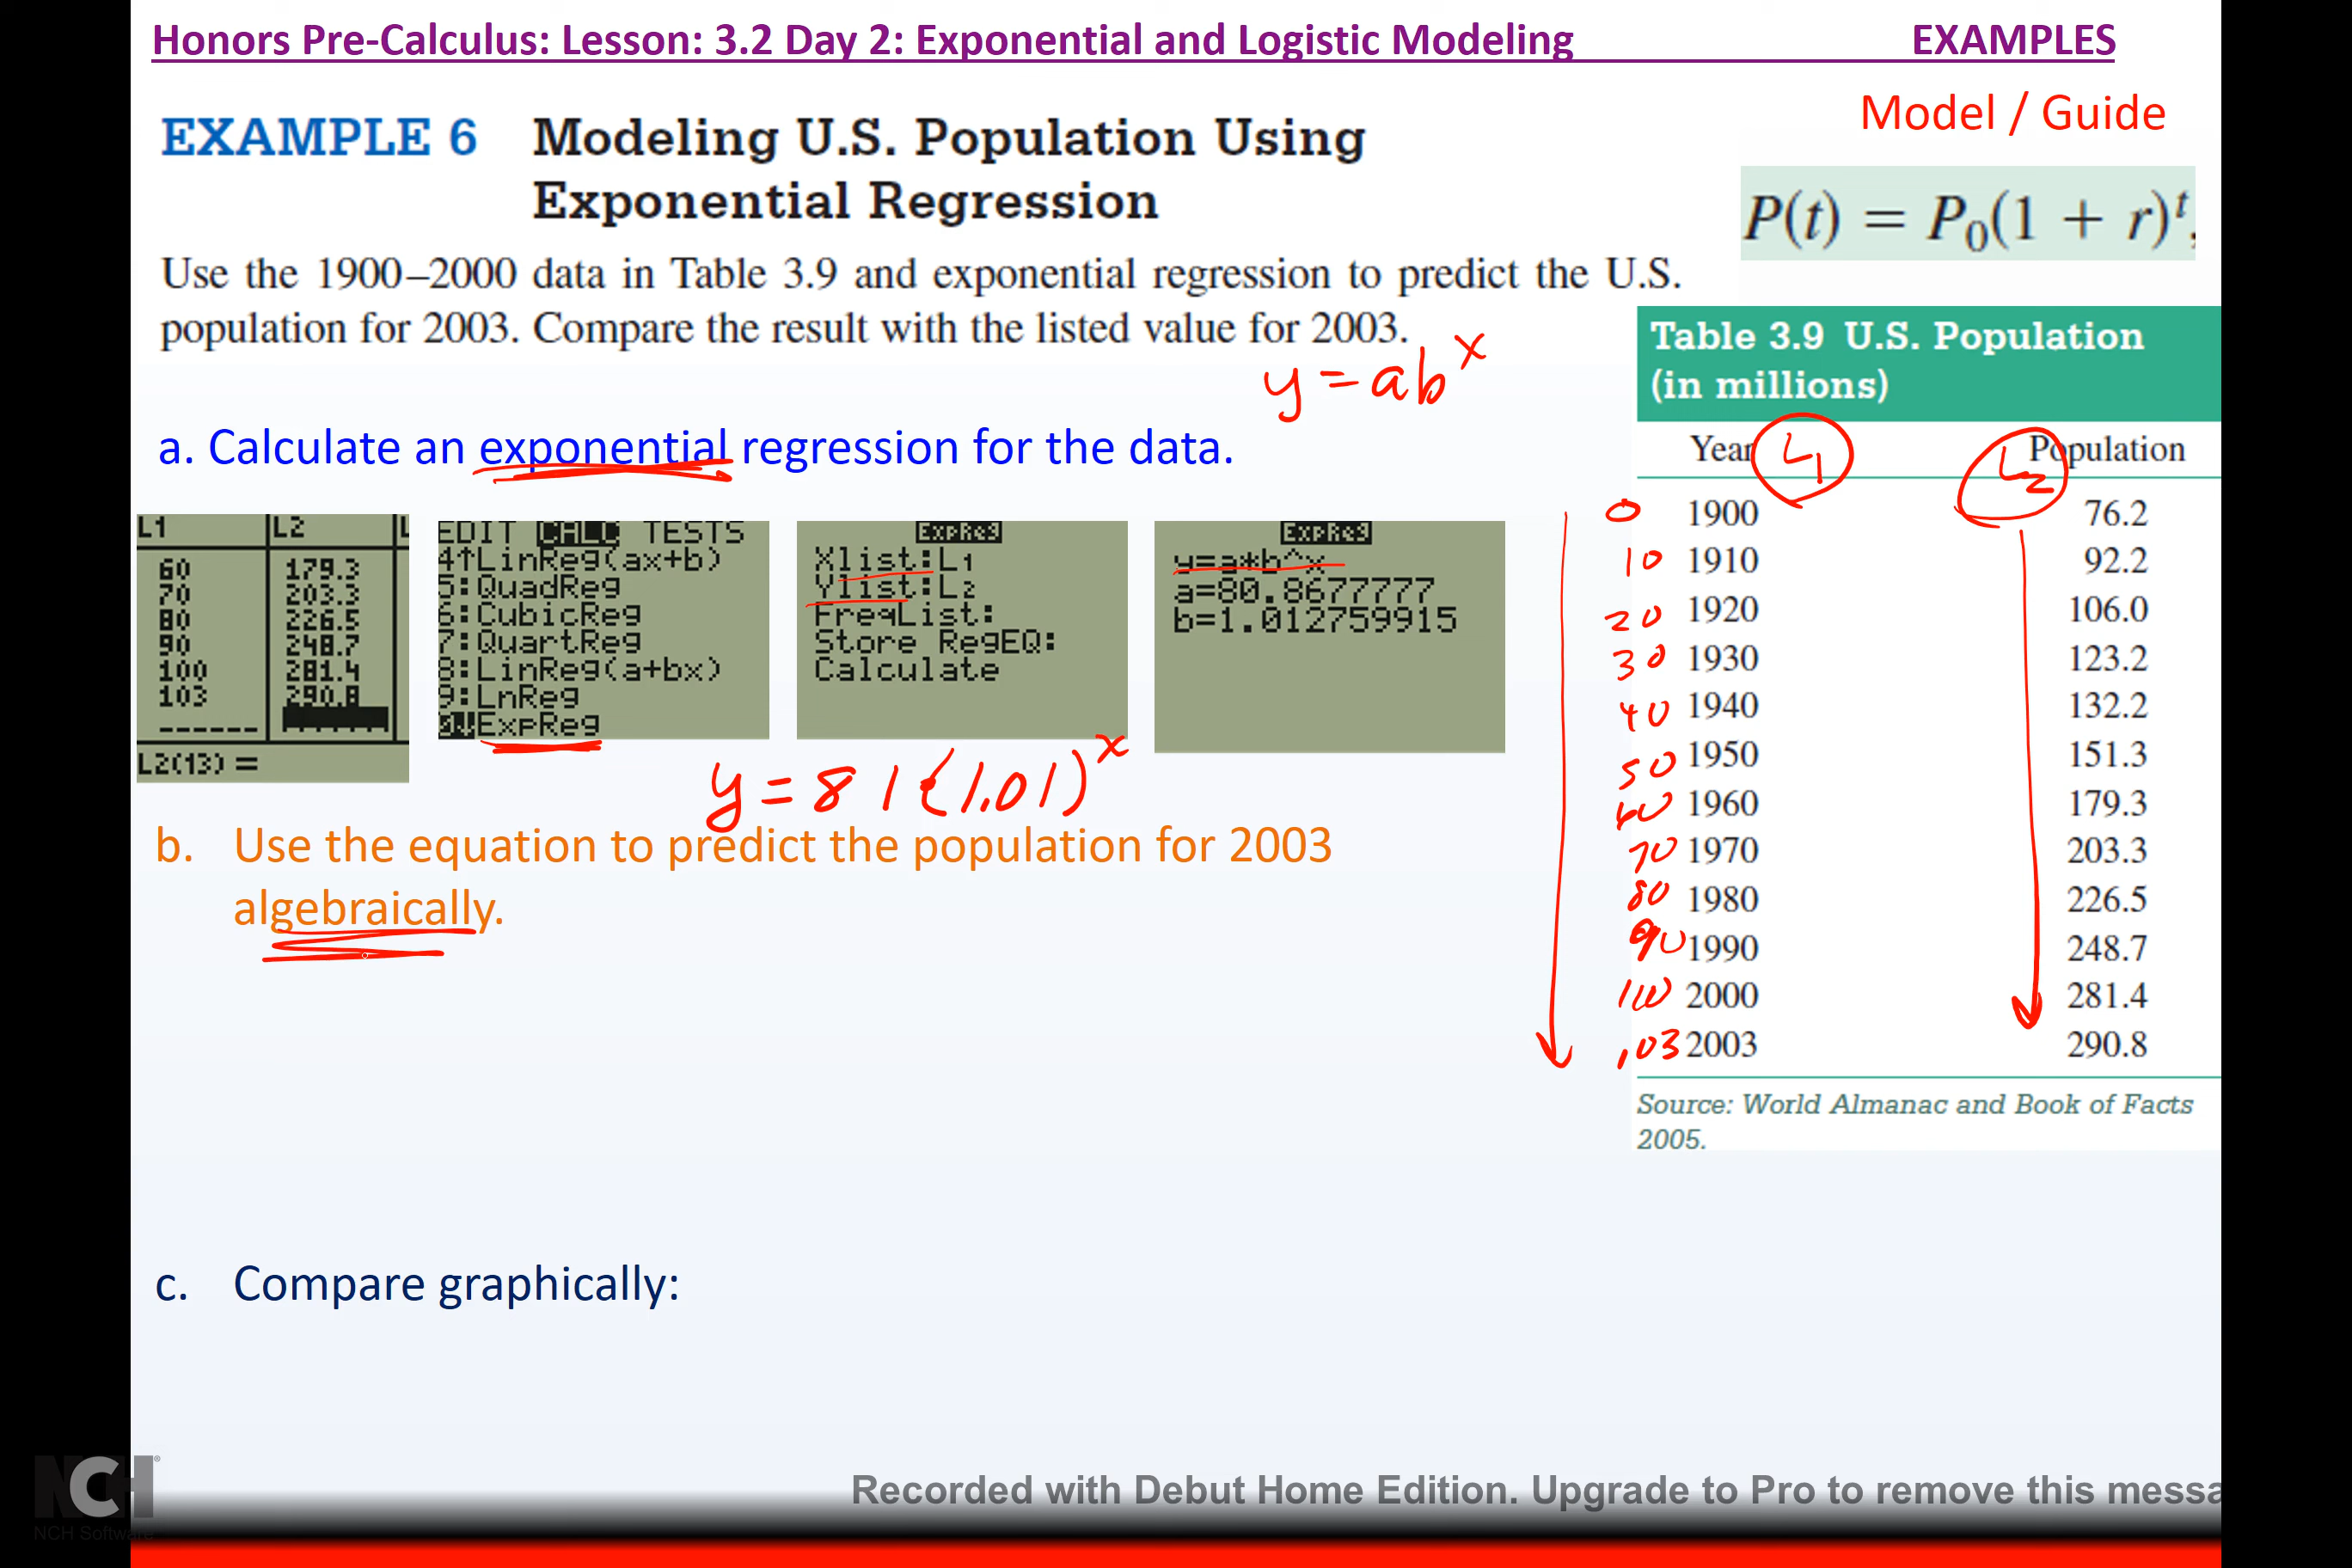 Honors Pre-Calculus: Lesson: 3.2 Day 2: Exponential and Logistic Modeling EXAMPLES
Model / Guide
EXAMPLE 6 Modeling U.S. Population Using
Exponential Regression
P(t) = P₀(1 + r)ᵗ,
Use the 1900–2000 data in Table 3.9 and exponential regression to predict the U.S.
population for 2003. Compare the result with the listed value for 2003.
y = abˣ
a. Calculate an exponential regression for the data.
L1 L2 L
60 179.3
70 203.3
80 226.5
90 248.7
100 281.4
103 290.8
------
L2(13) =
EDIT CALC TESTS
4↑LinReg(ax+b)
5:QuadReg
6:CubicReg
7:QuartReg
8:LinReg(a+bx)
9:LnReg
0↓ExpReg
ExpReg
Xlist:L1
Ylist:L2
FreqList:
Store RegEQ:
Calculate
ExpReg
y=a*b^x
a=80.8677777
b=1.012759915
y = 81(1.01)ˣ
b. Use the equation to predict the population for 2003
algebraically.
c. Compare graphically:
Table 3.9 U.S. Population
(in millions)
Year L1 L2 Population
0 1900 76.2
10 1910 92.2
20 1920 106.0
30 1930 123.2
40 1940 132.2
50 1950 151.3
60 1960 179.3
70 1970 203.3
80 1980 226.5
90 1990 248.7
100 2000 281.4
103 2003 290.8
Source: World Almanac and Book of Facts
2005.
NCH
NCH Software
Recorded with Debut Home Edition. Upgrade to Pro to remove this messa